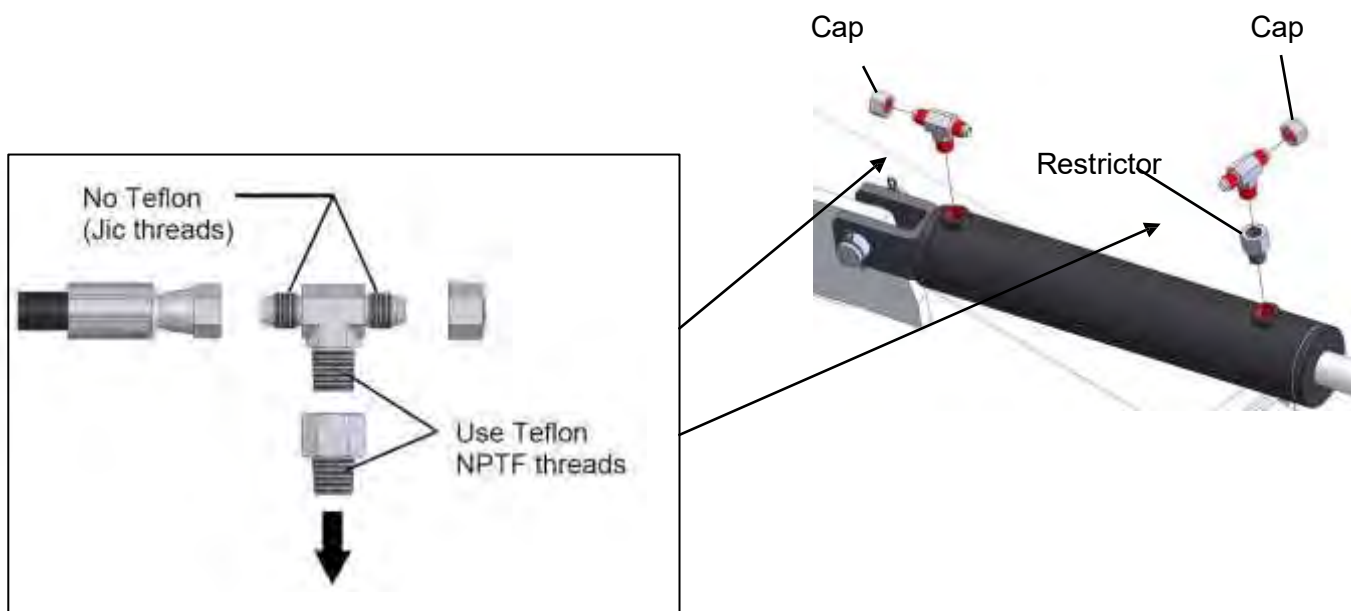 Cap
Cap
Restrictor
No Teflon
(Jic threads)
Use Teflon
NPTF threads